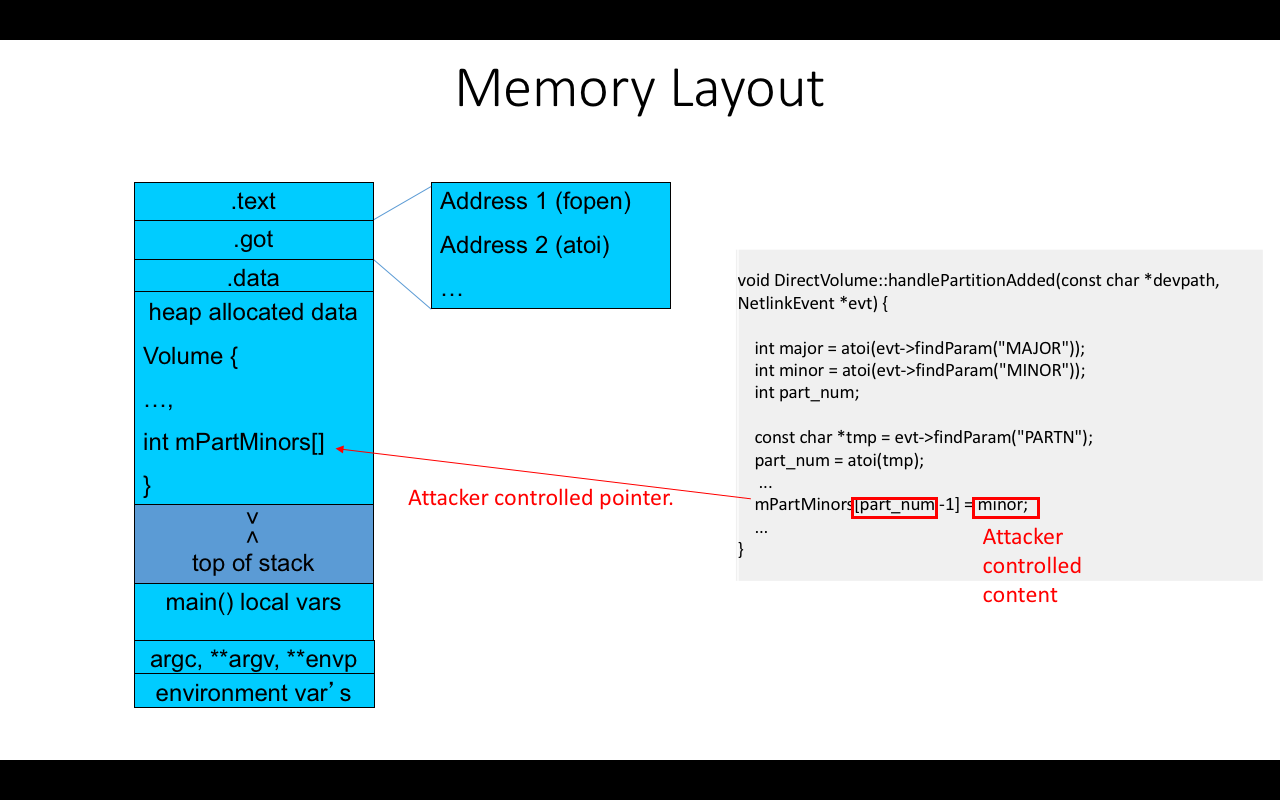 Memory Layout
.text
.got
.data
heap allocated data
Volume {
…,
int mPartMinors[]
}
v
^
top of stack
main() local vars
argc, **argv, **envp
environment var’s
Address 1 (fopen)
Address 2 (atoi)
…
Attacker controlled pointer.
void DirectVolume::handlePartitionAdded(const char *devpath,
NetlinkEvent *evt) {
int major = atoi(evt->findParam("MAJOR"));
int minor = atoi(evt->findParam("MINOR"));
int part_num;
const char *tmp = evt->findParam("PARTN");
part_num = atoi(tmp);
...
mPartMinors[part_num -1] = minor;
...
}
Attacker
controlled
content